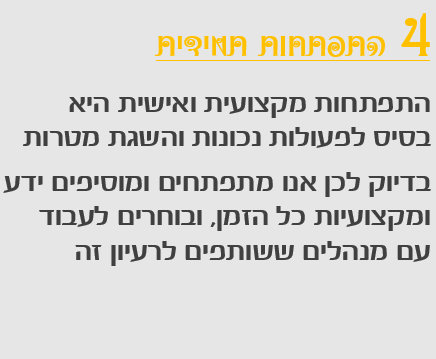 4 התפתחות תמידית
התפתחות מקצועית ואישית היא
בסיס לפעולות נכונות והשגת מטרות
בדיוק לכן אנו מתפתחים ומוסיפים ידע
ומקצועיות כל הזמן, ובוחרים לעבוד
עם מנהלים ששותפים לרעיון זה